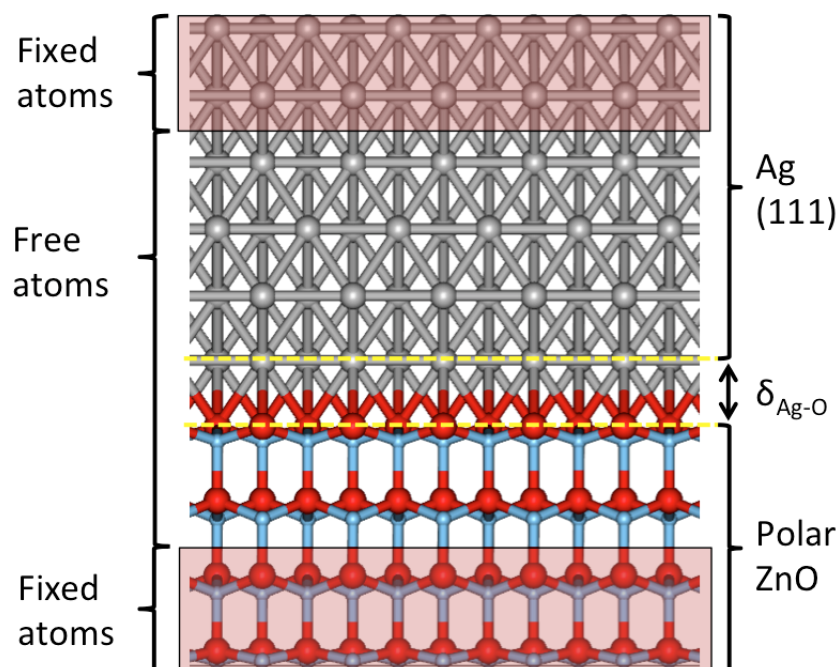 Fixed
atoms
Free
atoms
Fixed
atoms
Ag
(111)
δAg-O
Polar
ZnO